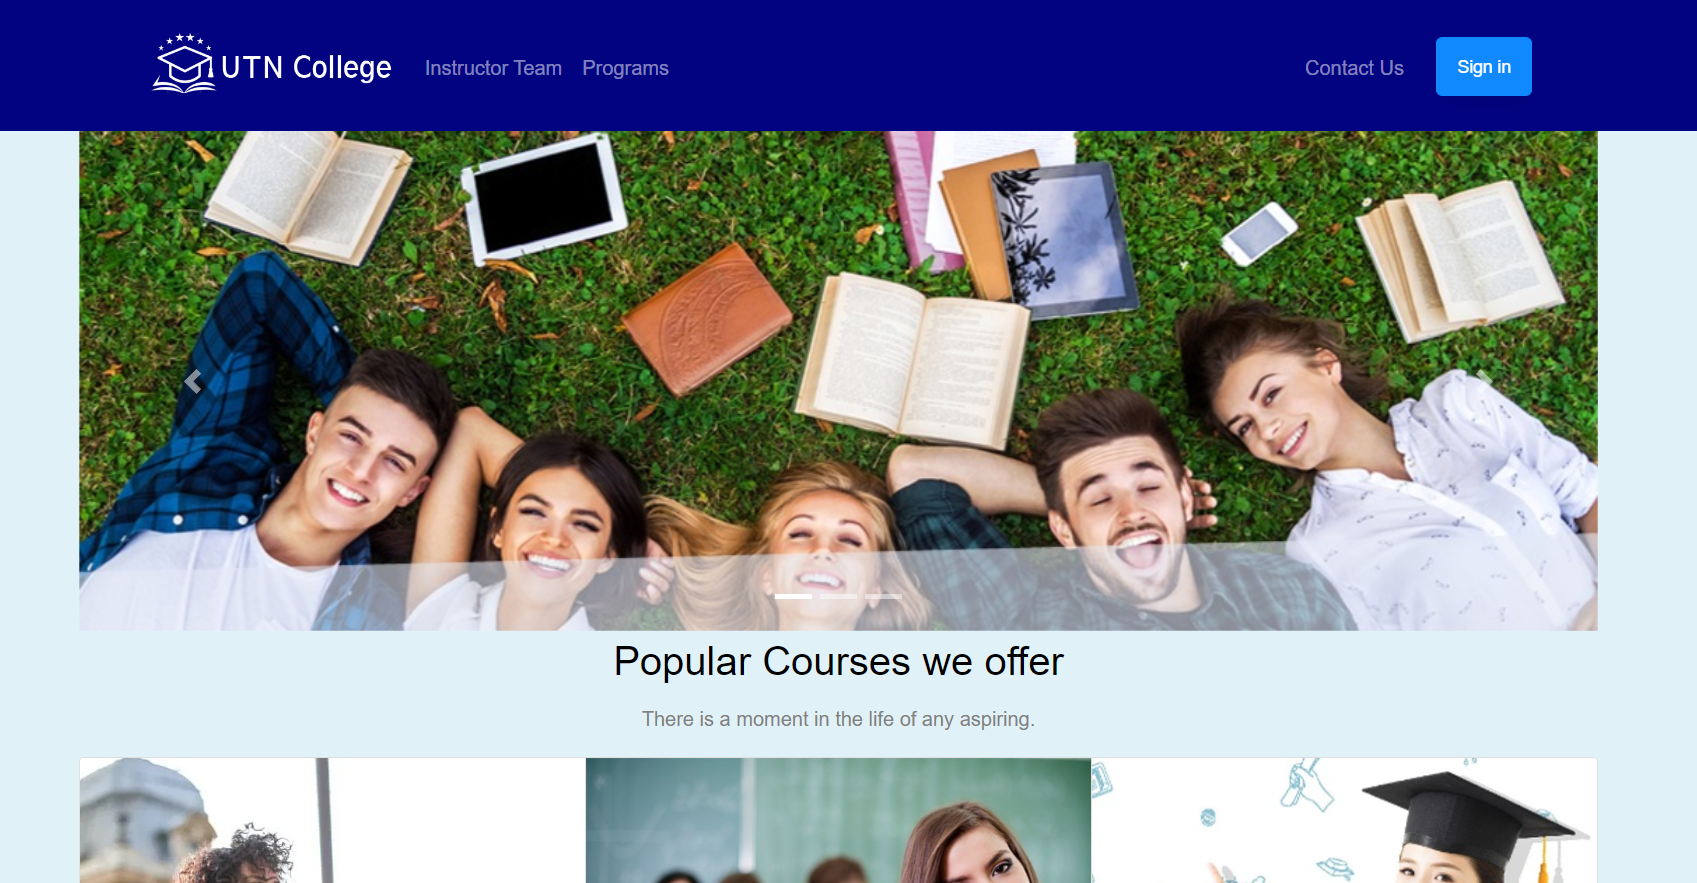 UTN College
Instructor Team
Programs
Contact Us
Sign in
Popular Courses we offer
There is a moment in the life of any aspiring.